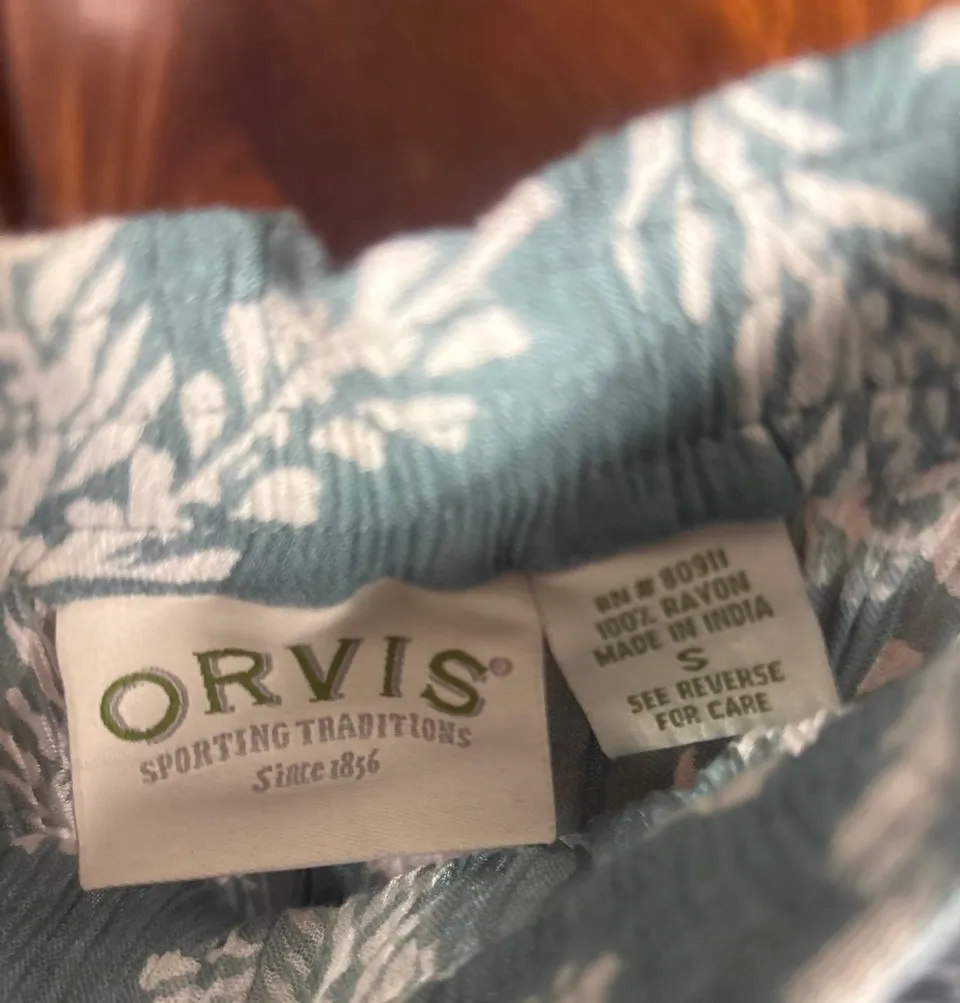 ORVIS®
SPORTING TRADITIONS
Since 1856
RN # 80911
100% RAYON
MADE IN INDIA
S
SEE REVERSE
FOR CARE